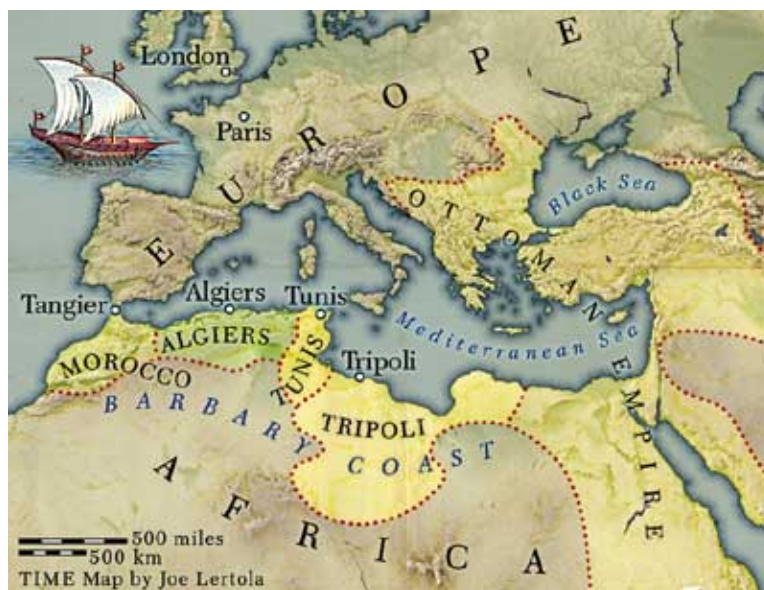 London
Paris
EUROPE
Black Sea
OTTOMAN EMPIRE
Tangier
Algiers
Tunis
Mediterranean Sea
MOROCCO
ALGIERS
TUNIS
Tripoli
TRIPOLI
BARBARY COAST
AFRICA
500 miles
500 km
TIME Map by Joe Lertola